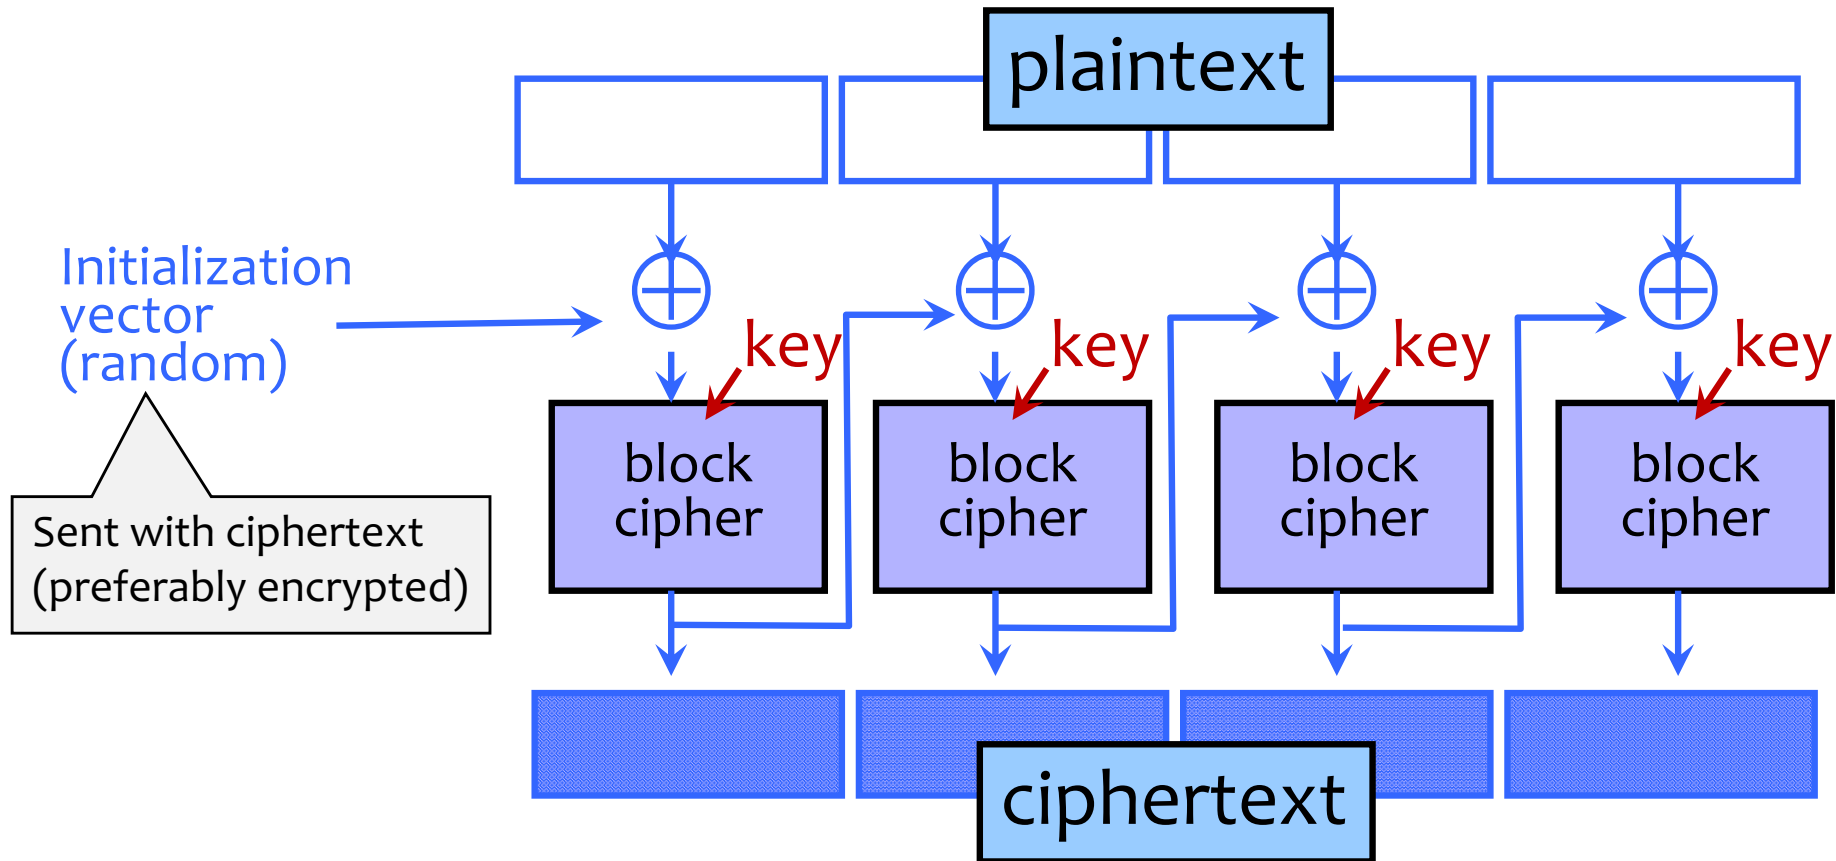 plaintext
Initialization
vector
(random)
key
key
key
key
block
cipher
block
cipher
block
cipher
block
cipher
Sent with ciphertext
(preferably encrypted)
ciphertext